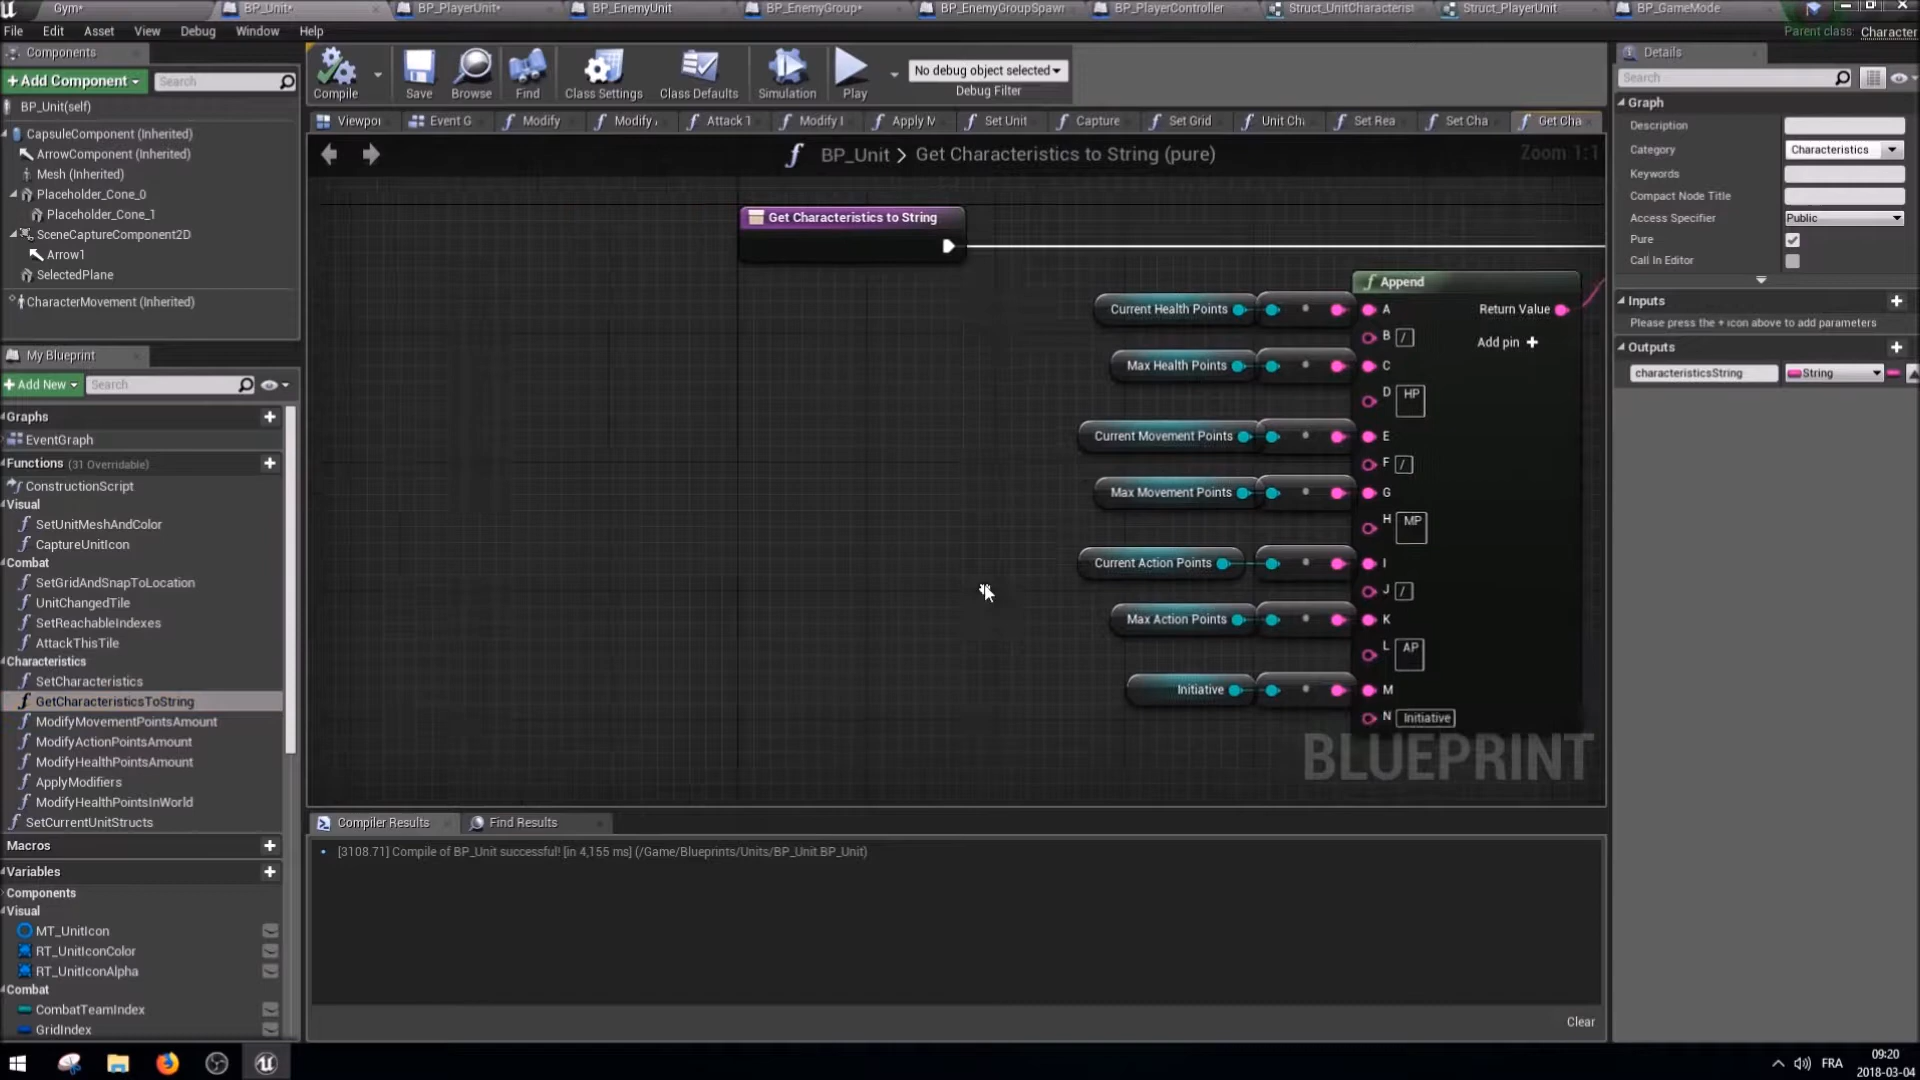 Gym*
BP_Unit*
BP_PlayerUnit*
BP_EnemyUnit
BP_EnemyGroup*
BP_EnemyGroupSpawn
BP_PlayerController
Struct_UnitCharacterist
Struct_PlayerUnit
BP_GameMode
File Edit Asset View Debug Window Help
Parent class: Character
Components
+Add Component
Search
BP_Unit(self)
CapsuleComponent (Inherited)
ArrowComponent (Inherited)
Mesh (Inherited)
Placeholder_Cone_0
Placeholder_Cone_1
SceneCaptureComponent2D
Arrow1
SelectedPlane
CharacterMovement (Inherited)
My Blueprint
+Add New
Search
Graphs
EventGraph
Functions (31 Overridable)
ConstructionScript
Visual
SetUnitMeshAndColor
CaptureUnitIcon
Combat
SetGridAndSnapToLocation
UnitChangedTile
SetReachableIndexes
AttackThisTile
Characteristics
SetCharacteristics
GetCharacteristicsToString
ModifyMovementPointsAmount
ModifyActionPointsAmount
ModifyHealthPointsAmount
ApplyModifiers
ModifyHealthPointsInWorld
SetCurrentUnitStructs
Macros
Variables
Components
Visual
MT_UnitIcon
RT_UnitIconColor
RT_UnitIconAlpha
Combat
CombatTeamIndex
GridIndex
Compile
Save
Browse
Find
Class Settings
Class Defaults
Simulation
Play
No debug object selected
Debug Filter
Viewpoi
Event G
Modify
Modify
Attack T
Modify I
Apply M
Set Unit
Capture
Set Grid
Unit Ch
Set Rea
Set Cha
Get Cha
f BP_Unit > Get Characteristics to String (pure)
Zoom 1:1
Get Characteristics to String
f Append
Current Health Points
A
Return Value
B /
Add pin +
Max Health Points
C
D HP
Current Movement Points
E
F /
Max Movement Points
G
H MP
Current Action Points
I
J /
Max Action Points
K
L AP
Initiative
M
N Initiative
BLUEPRINT
Compiler Results
Find Results
[3108.71] Compile of BP_Unit successful! [in 4,155 ms] (/Game/Blueprints/Units/BP_Unit.BP_Unit)
Clear
Details
Search
Graph
Description
Category Characteristics
Keywords
Compact Node Title
Access Specifier Public
Pure
Call In Editor
Inputs
Please press the + icon above to add parameters
Outputs
characteristicsString
String
FRA
09:20
2018-03-04